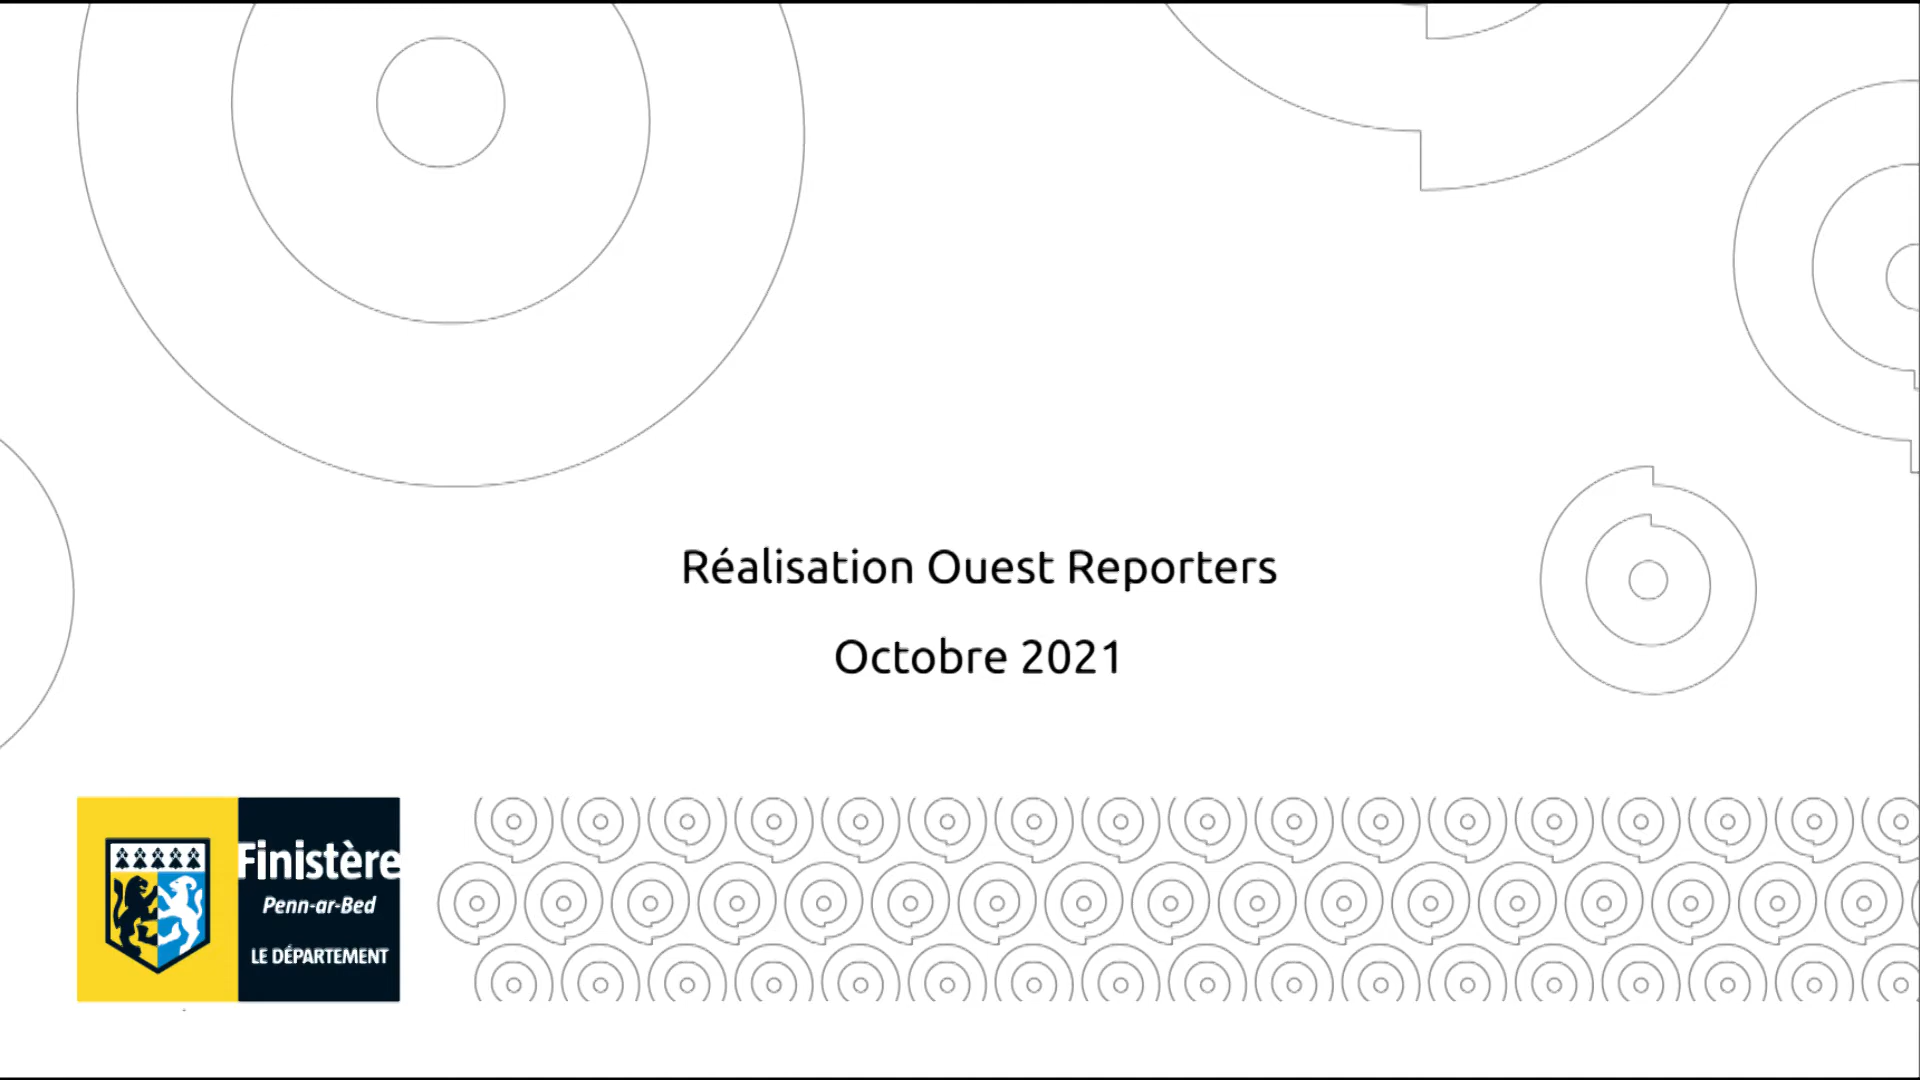 Réalisation Ouest Reporters
Octobre 2021
Finistère
Penn-ar-Bed
LE DÉPARTEMENT